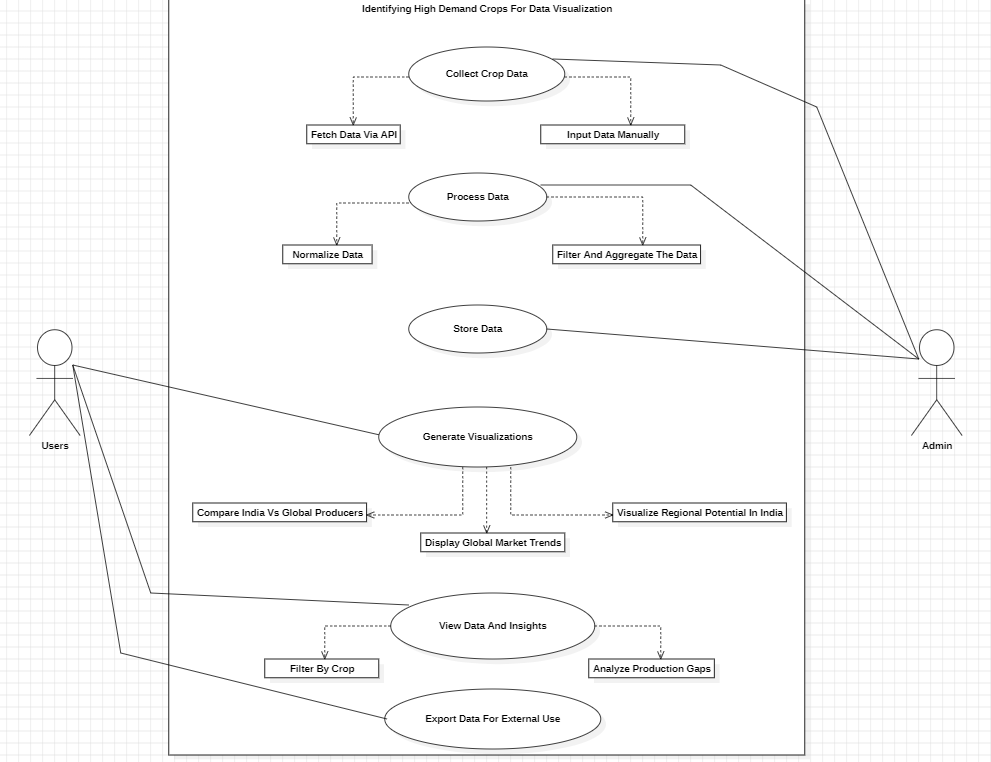 Identifying High Demand Crops For Data Visualization
Collect Crop Data
Fetch Data Via API
Input Data Manually
Process Data
Normalize Data
Filter And Aggregate The Data
Store Data
Generate Visualizations
Users
Admin
Compare India Vs Global Producers
Visualize Regional Potential In India
Display Global Market Trends
View Data And Insights
Filter By Crop
Analyze Production Gaps
Export Data For External Use